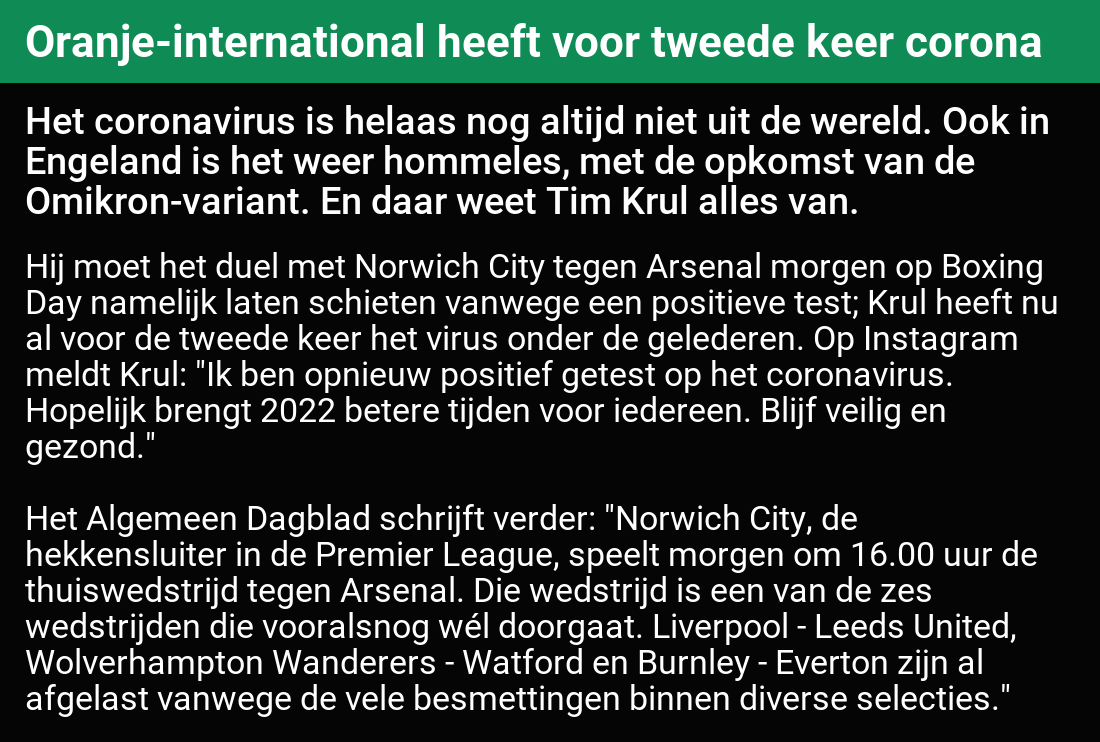 Oranje-international heeft voor tweede keer corona
Het coronavirus is helaas nog altijd niet uit de wereld. Ook in
Engeland is het weer hommeles, met de opkomst van de
Omikron-variant. En daar weet Tim Krul alles van.
Hij moet het duel met Norwich City tegen Arsenal morgen op Boxing
Day namelijk laten schieten vanwege een positieve test; Krul heeft nu
al voor de tweede keer het virus onder de gelederen. Op Instagram
meldt Krul: "Ik ben opnieuw positief getest op het coronavirus.
Hopelijk brengt 2022 betere tijden voor iedereen. Blijf veilig en
gezond."
Het Algemeen Dagblad schrijft verder: "Norwich City, de
hekkensluiter in de Premier League, speelt morgen om 16.00 uur de
thuiswedstrijd tegen Arsenal. Die wedstrijd is een van de zes
wedstrijden die vooralsnog wél doorgaat. Liverpool - Leeds United,
Wolverhampton Wanderers - Watford en Burnley - Everton zijn al
afgelast vanwege de vele besmettingen binnen diverse selecties."